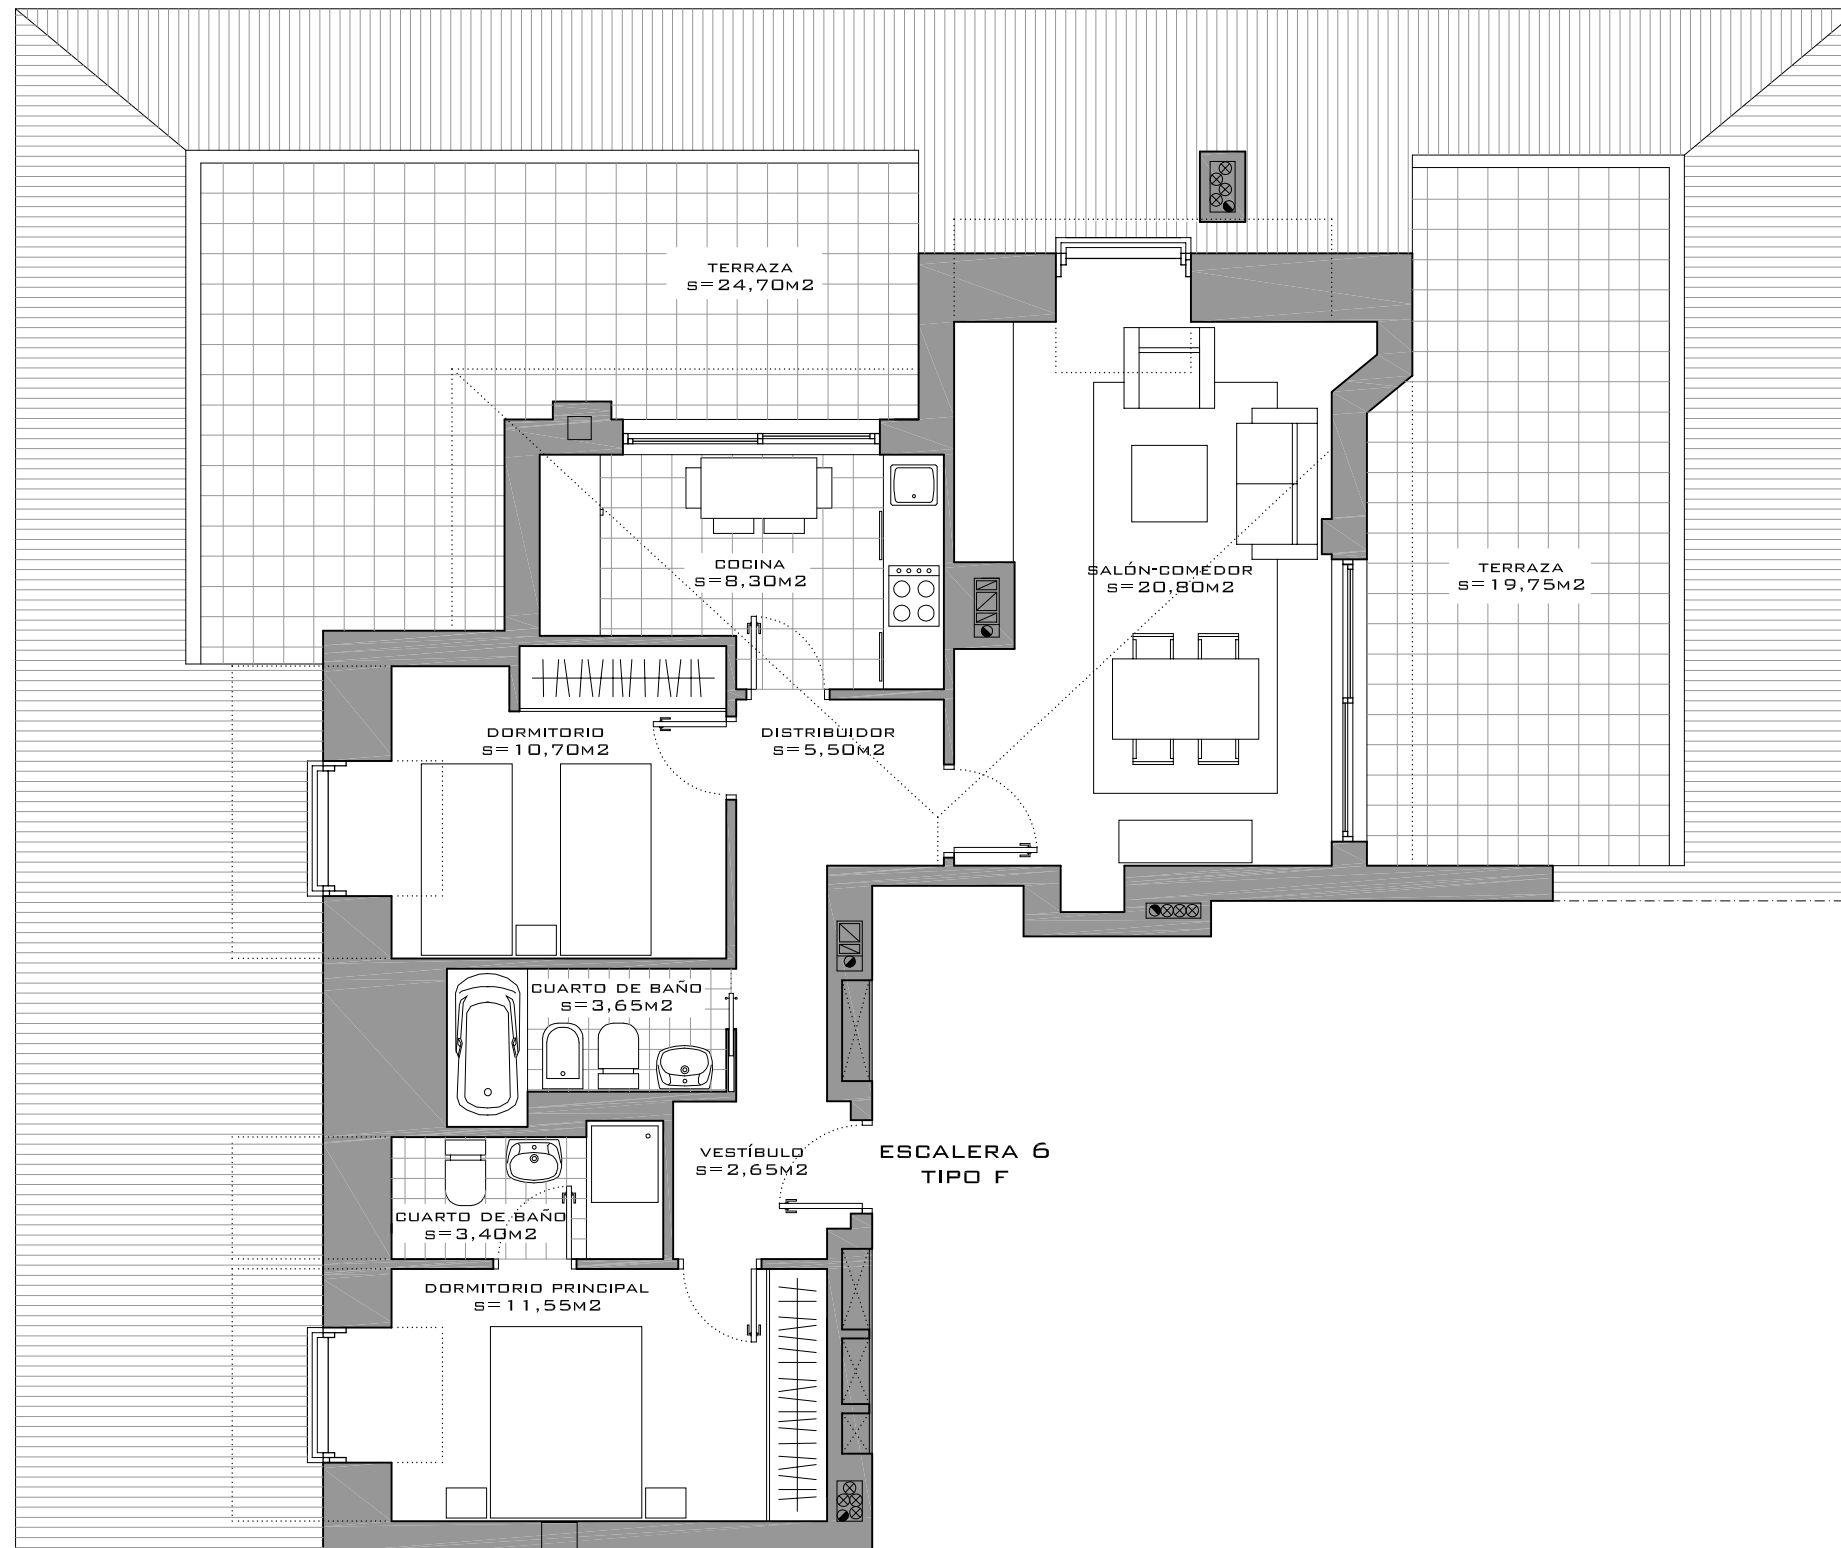 TERRAZA
S=24,70M2
COCINA
S=8,30M2
SALÓN-COMEDOR
S=20,80M2
TERRAZA
S=19,75M2
DORMITORIO
S=10,70M2
DISTRIBUIDOR
S=5,50M2
CUARTO DE BAÑO
S=3,65M2
VESTÍBULO
S=2,65M2
ESCALERA 6
TIPO F
CUARTO DE BAÑO
S=3,40M2
DORMITORIO PRINCIPAL
S=11,55M2